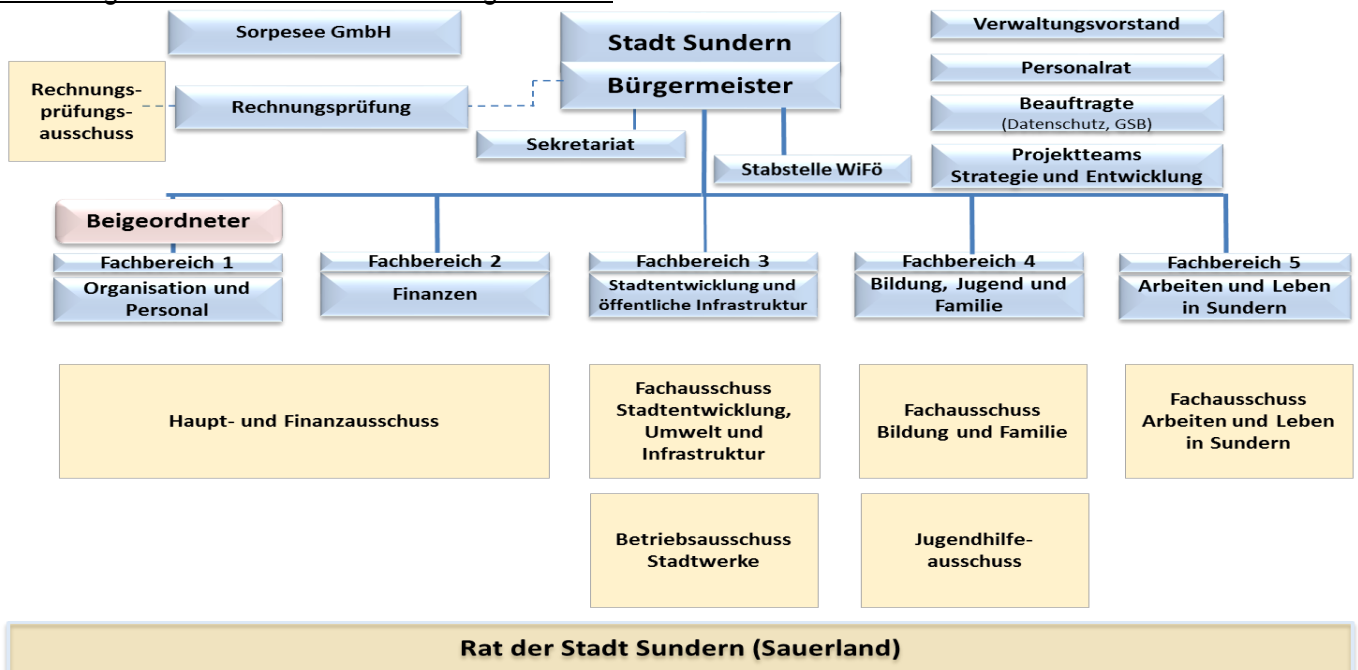 Sorpesee GmbH
Stadt Sundern
Bürgermeister
Verwaltungsvorstand
Personalrat
Beauftragte
(Datenschutz, GSB)
Projektteams
Strategie und Entwicklung
Rechnungs-
prüfungs-
ausschuss
Rechnungsprüfung
Sekretariat
Stabstelle WiFö
Beigeordneter
Fachbereich 1
Organisation und
Personal
Fachbereich 2
Finanzen
Fachbereich 3
Stadtentwicklung und
öffentliche Infrastruktur
Fachbereich 4
Bildung, Jugend und
Familie
Fachbereich 5
Arbeiten und Leben
in Sundern
Haupt- und Finanzausschuss
Fachausschuss
Stadtentwicklung,
Umwelt und
Infrastruktur
Fachausschuss
Bildung und Familie
Fachausschuss
Arbeiten und Leben
in Sundern
Betriebsausschuss
Stadtwerke
Jugendhilfe-
ausschuss
Rat der Stadt Sundern (Sauerland)